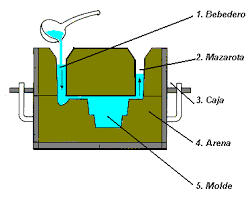 1. Bebedero
2. Mazarota
3. Caja
4. Arena
5. Molde